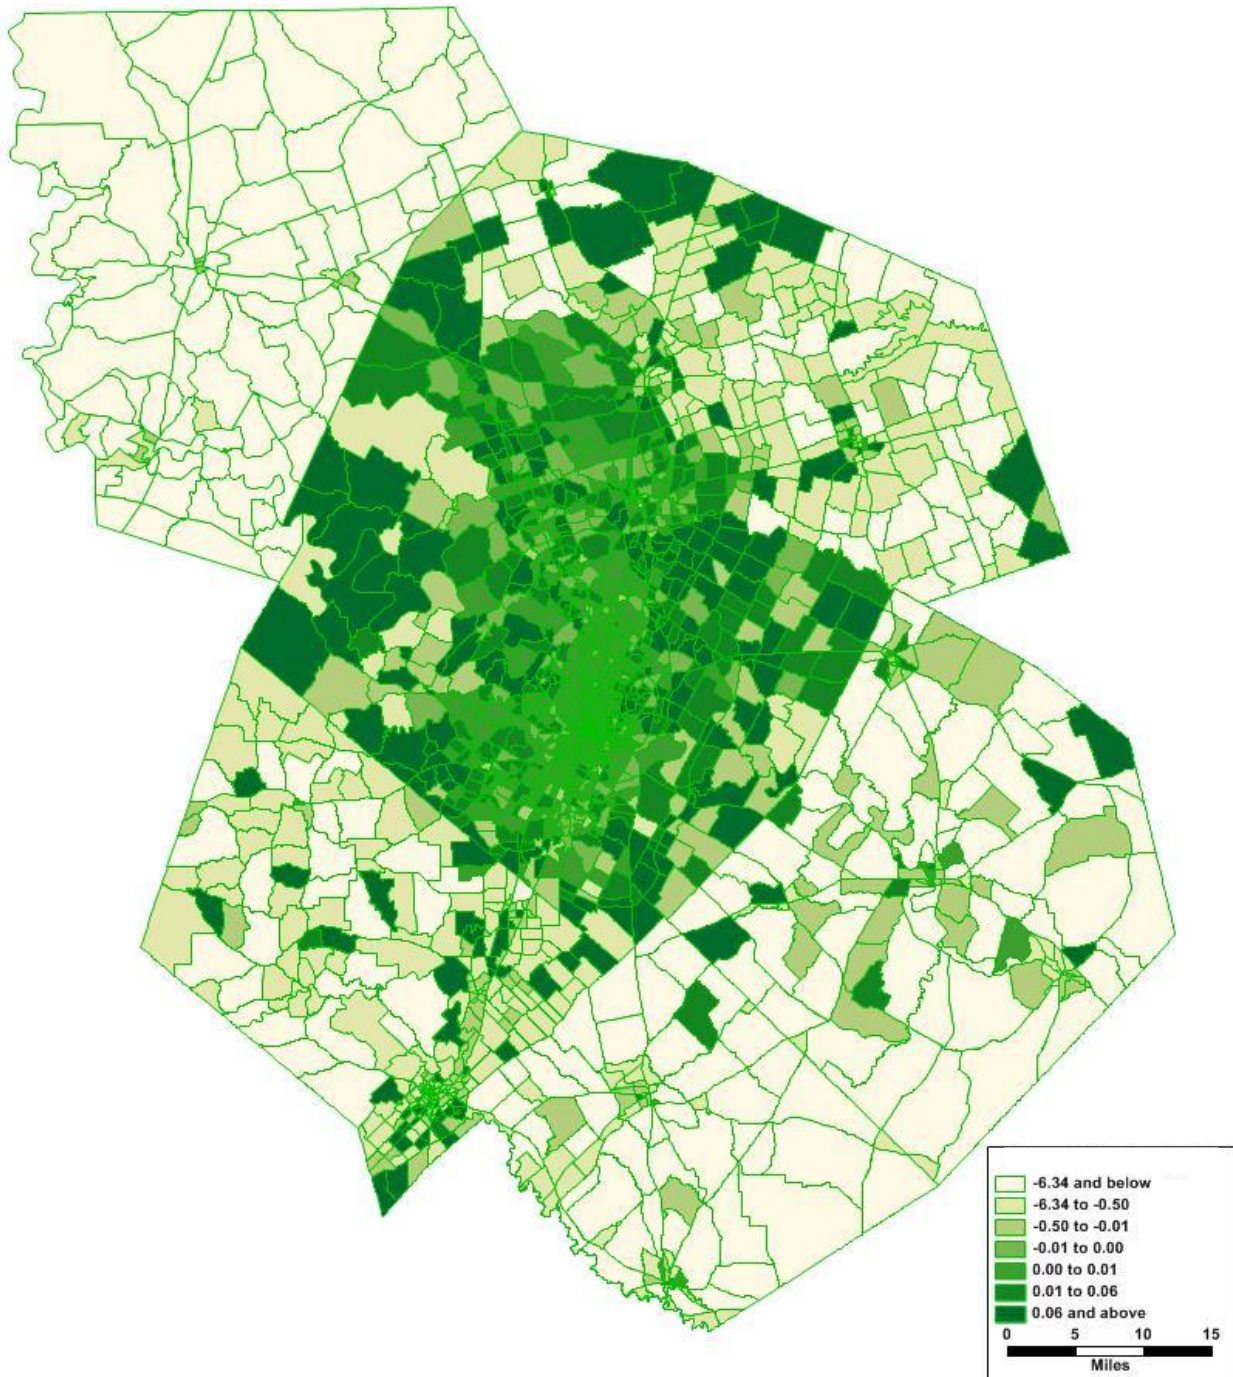 -6.34 and below
-6.34 to -0.50
-0.50 to -0.01
-0.01 to 0.00
0.00 to 0.01
0.01 to 0.06
0.06 and above
0 5 10 15
Miles